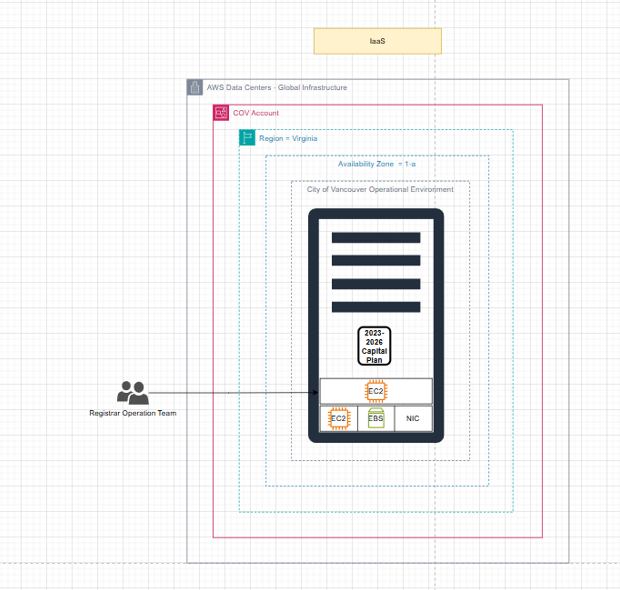 IaaS
AWS Data Centers - Global Infrastructure
COV Account
Region = Virginia
Availability Zone = 1-a
City of Vancouver Operational Environment
2023-
2026
Capital
Plan
EC2
EC2 EBS NIC
Registrar Operation Team